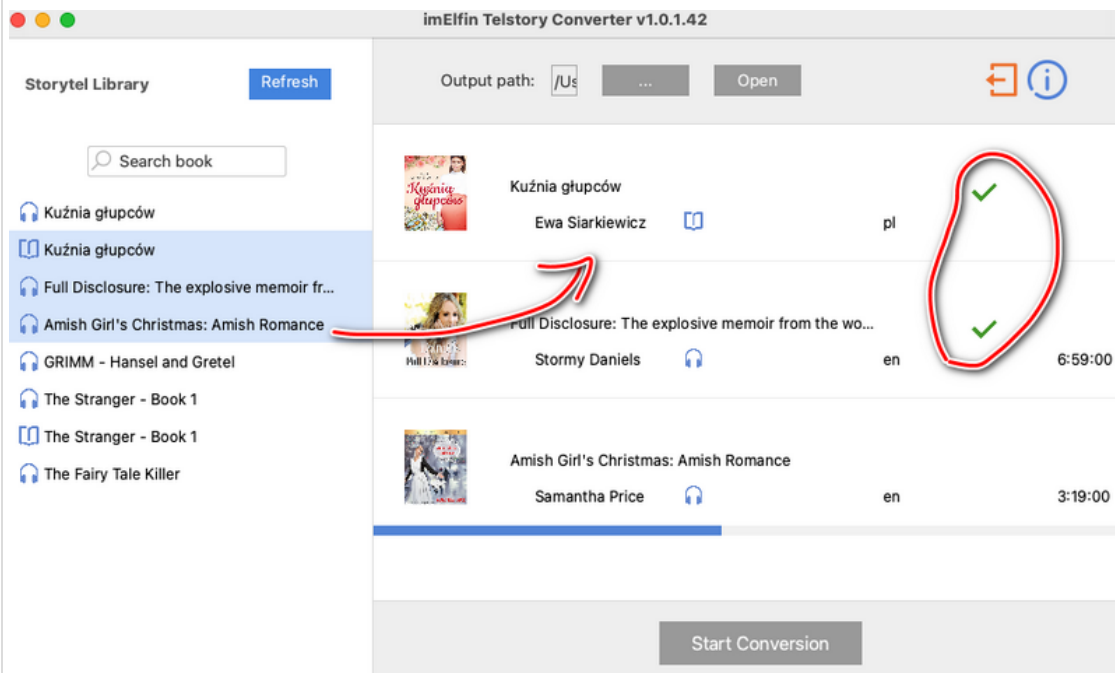 imElfin Telstory Converter v1.0.1.42
Storytel Library
Refresh
Search book
Kuźnia głupców
Kuźnia głupców
Full Disclosure: The explosive memoir fr...
Amish Girl's Christmas: Amish Romance
GRIMM - Hansel and Gretel
The Stranger - Book 1
The Stranger - Book 1
The Fairy Tale Killer
Output path: /Us ... Open
Kuźnia głupców
Kuźnia głupców
Ewa Siarkiewicz pl
Full Disclosure: The explosive memoir from the wo...
Full Disclosure
Stormy Daniels en 6:59:00
Amish Girl's Christmas: Amish Romance
Samantha Price en 3:19:00
Start Conversion